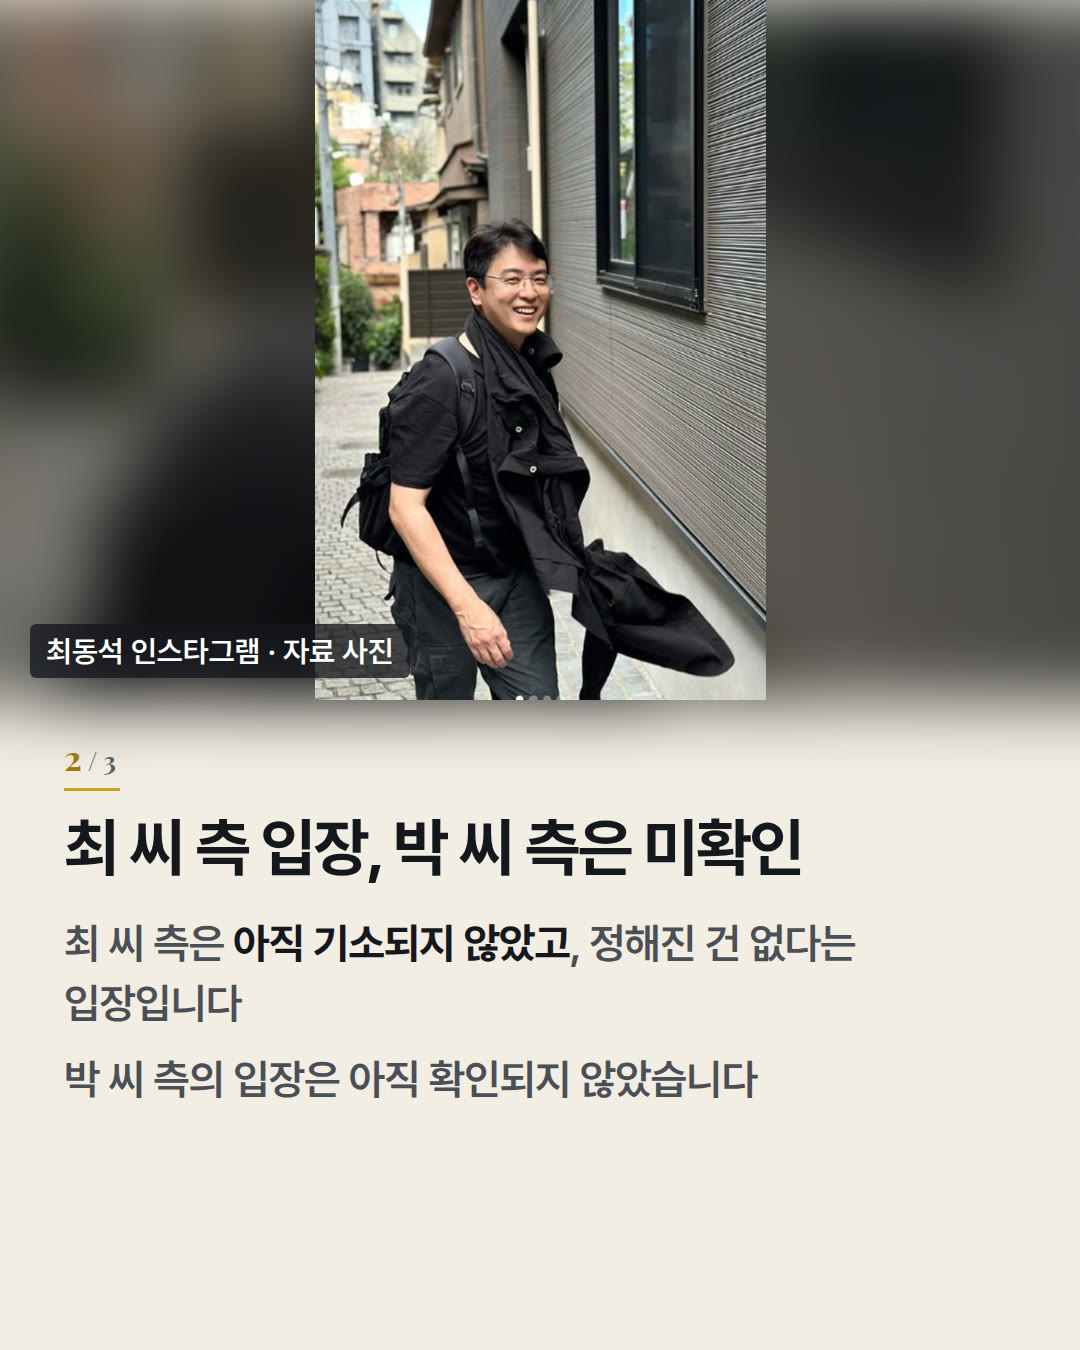 최동석 인스타그램 · 자료 사진
2 / 3
최 씨 측 입장, 박 씨 측은 미확인
최 씨 측은 아직 기소되지 않았고, 정해진 건 없다는
입장입니다
박 씨 측의 입장은 아직 확인되지 않았습니다